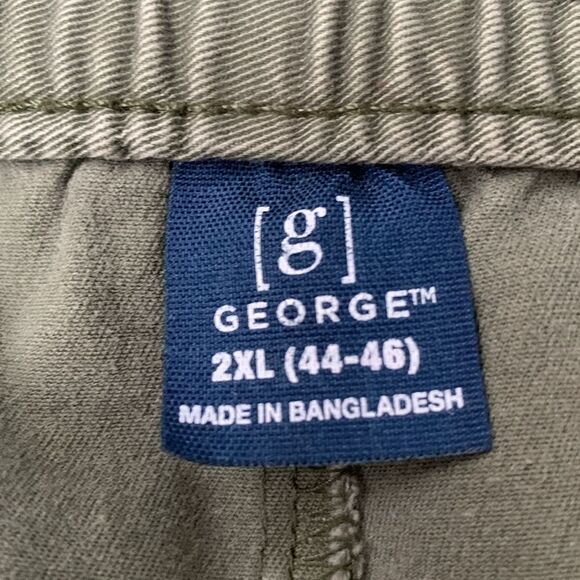 [g]
GEORGE™
2XL (44-46)
MADE IN BANGLADESH